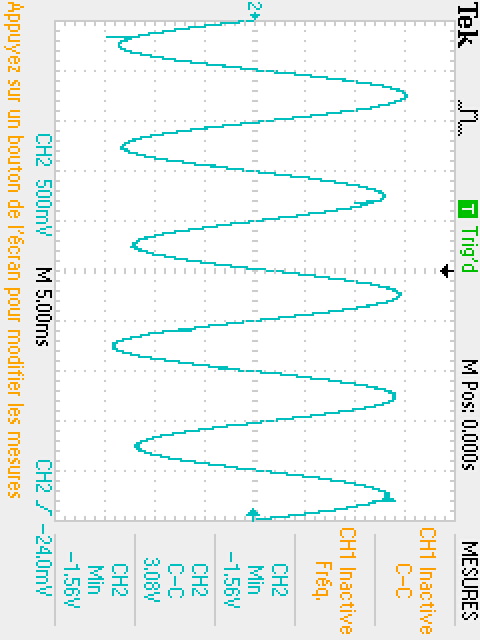 Tek T Trig'd M Pos: 0.000s MESURES
CH1 Inactive
C-C
CH1 Inactive
Fréq.
CH2
Min
-1.56V
CH2
C-C
3.08V
CH2
Min
-1.56V
2
CH2 500mV M 5.00ms CH2 -24.0mV
Appuyez sur un bouton de l'écran pour modifier les mesures